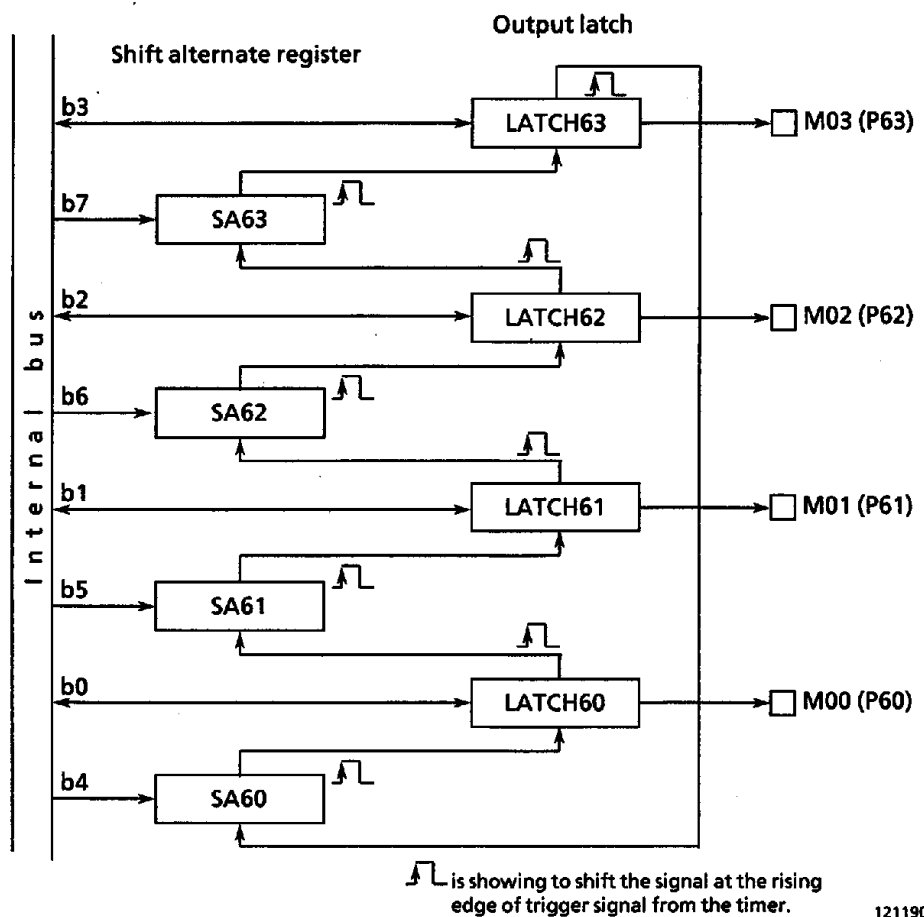 Output latch
Shift alternate register
b3
LATCH63
M03 (P63)
b7
SA63
b2
LATCH62
M02 (P62)
b6
SA62
b1
LATCH61
M01 (P61)
b5
SA61
b0
LATCH60
M00 (P60)
b4
SA60
Internal bus
is showing to shift the signal at the rising
edge of trigger signal from the timer.
121190